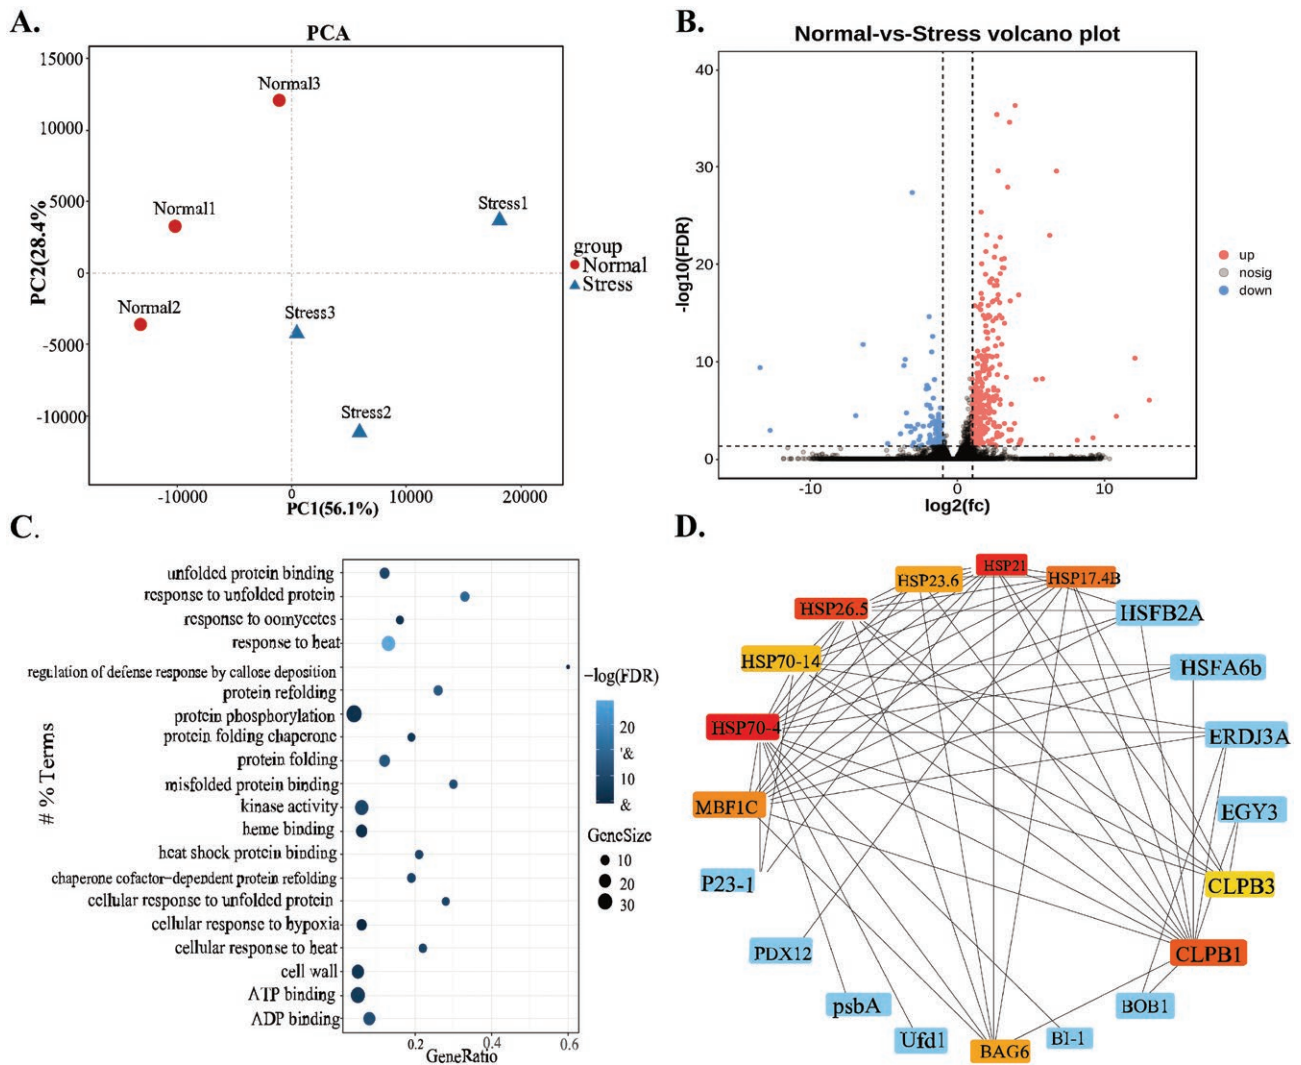 A.
PCA
15000
10000
5000
0
-5000
-10000
PC2(28.4%
Normal3
Normal1
Normal2
Stress1
Stress3
Stress2
-10000
0
10000
20000
PC1(56.1%)
group
Normal
Stress
B.
Normal-vs-Stress volcano plot
40
30
20
10
0
-log10(FDR)
-10
0
10
log2(fc)
up
nosig
down
C.
# % Terms
unfolded protein binding
response to unfolded protein
response to oomycetes
response to heat
regulation of defense response by callose deposition
protein refolding
protein phosphorylation
protein folding chaperone
protein folding
misfolded protein binding
kinase activity
heme binding
heat shock protein binding
chaperone cofactor-dependent protein refolding
cellular response to unfolded protein
cellular response to hypoxia
cellular response to heat
cell wall
ATP binding
ADP binding
0.2
0.4
0.6
GeneRatio
-log(FDR)
20
'&
10
&
GeneSize
10
20
30
D.
HSP21
HSP23.6
HSP17.4B
HSP26.5
HSFB2A
HSP70-14
HSFA6b
HSP70-4
ERDJ3A
MBF1C
EGY3
P23-1
CLPB3
PDX12
CLPB1
psbA
BOB1
Ufd1
BAG6
BI-1